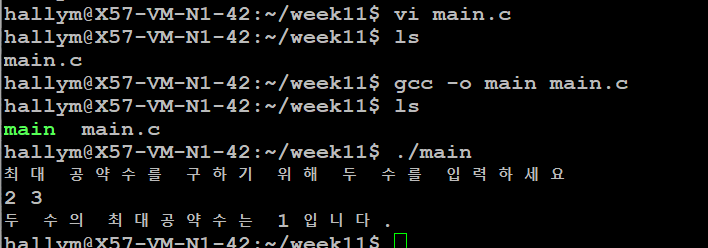 hallym@X57-VM-N1-42:~/week11$ vi main.c
hallym@X57-VM-N1-42:~/week11$ ls
main.c
hallym@X57-VM-N1-42:~/week11$ gcc -o main main.c
hallym@X57-VM-N1-42:~/week11$ ls
main  main.c
hallym@X57-VM-N1-42:~/week11$ ./main
최대 공약수를 구하기 위해 두 수를 입력하세요
2 3
두 수의 최대공약수는 1입니다.
hallym@X57-VM-N1-42:~/week11$